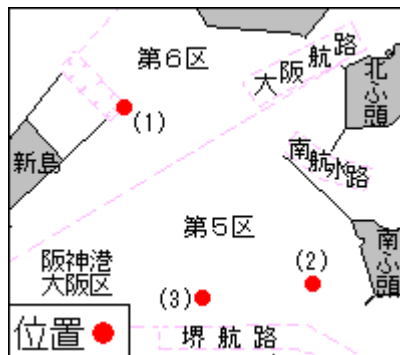 第６区
大阪航路
北ふ頭
(1)
新島
南航水路
第５区
南ふ頭
阪神港
大阪区
(2)
(3)
位置
堺航路